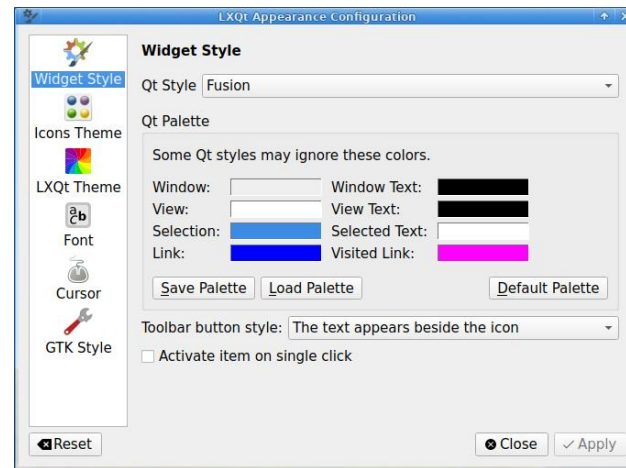 LXQt Appearance Configuration
Widget Style
Icons Theme
LXQt Theme
Font
Cursor
GTK Style
Widget Style
Qt Style Fusion
Qt Palette
Some Qt styles may ignore these colors.
Window: Window Text:
View: View Text:
Selection: Selected Text:
Link: Visited Link:
Save Palette Load Palette Default Palette
Toolbar button style: The text appears beside the icon
Activate item on single click
Reset Close Apply